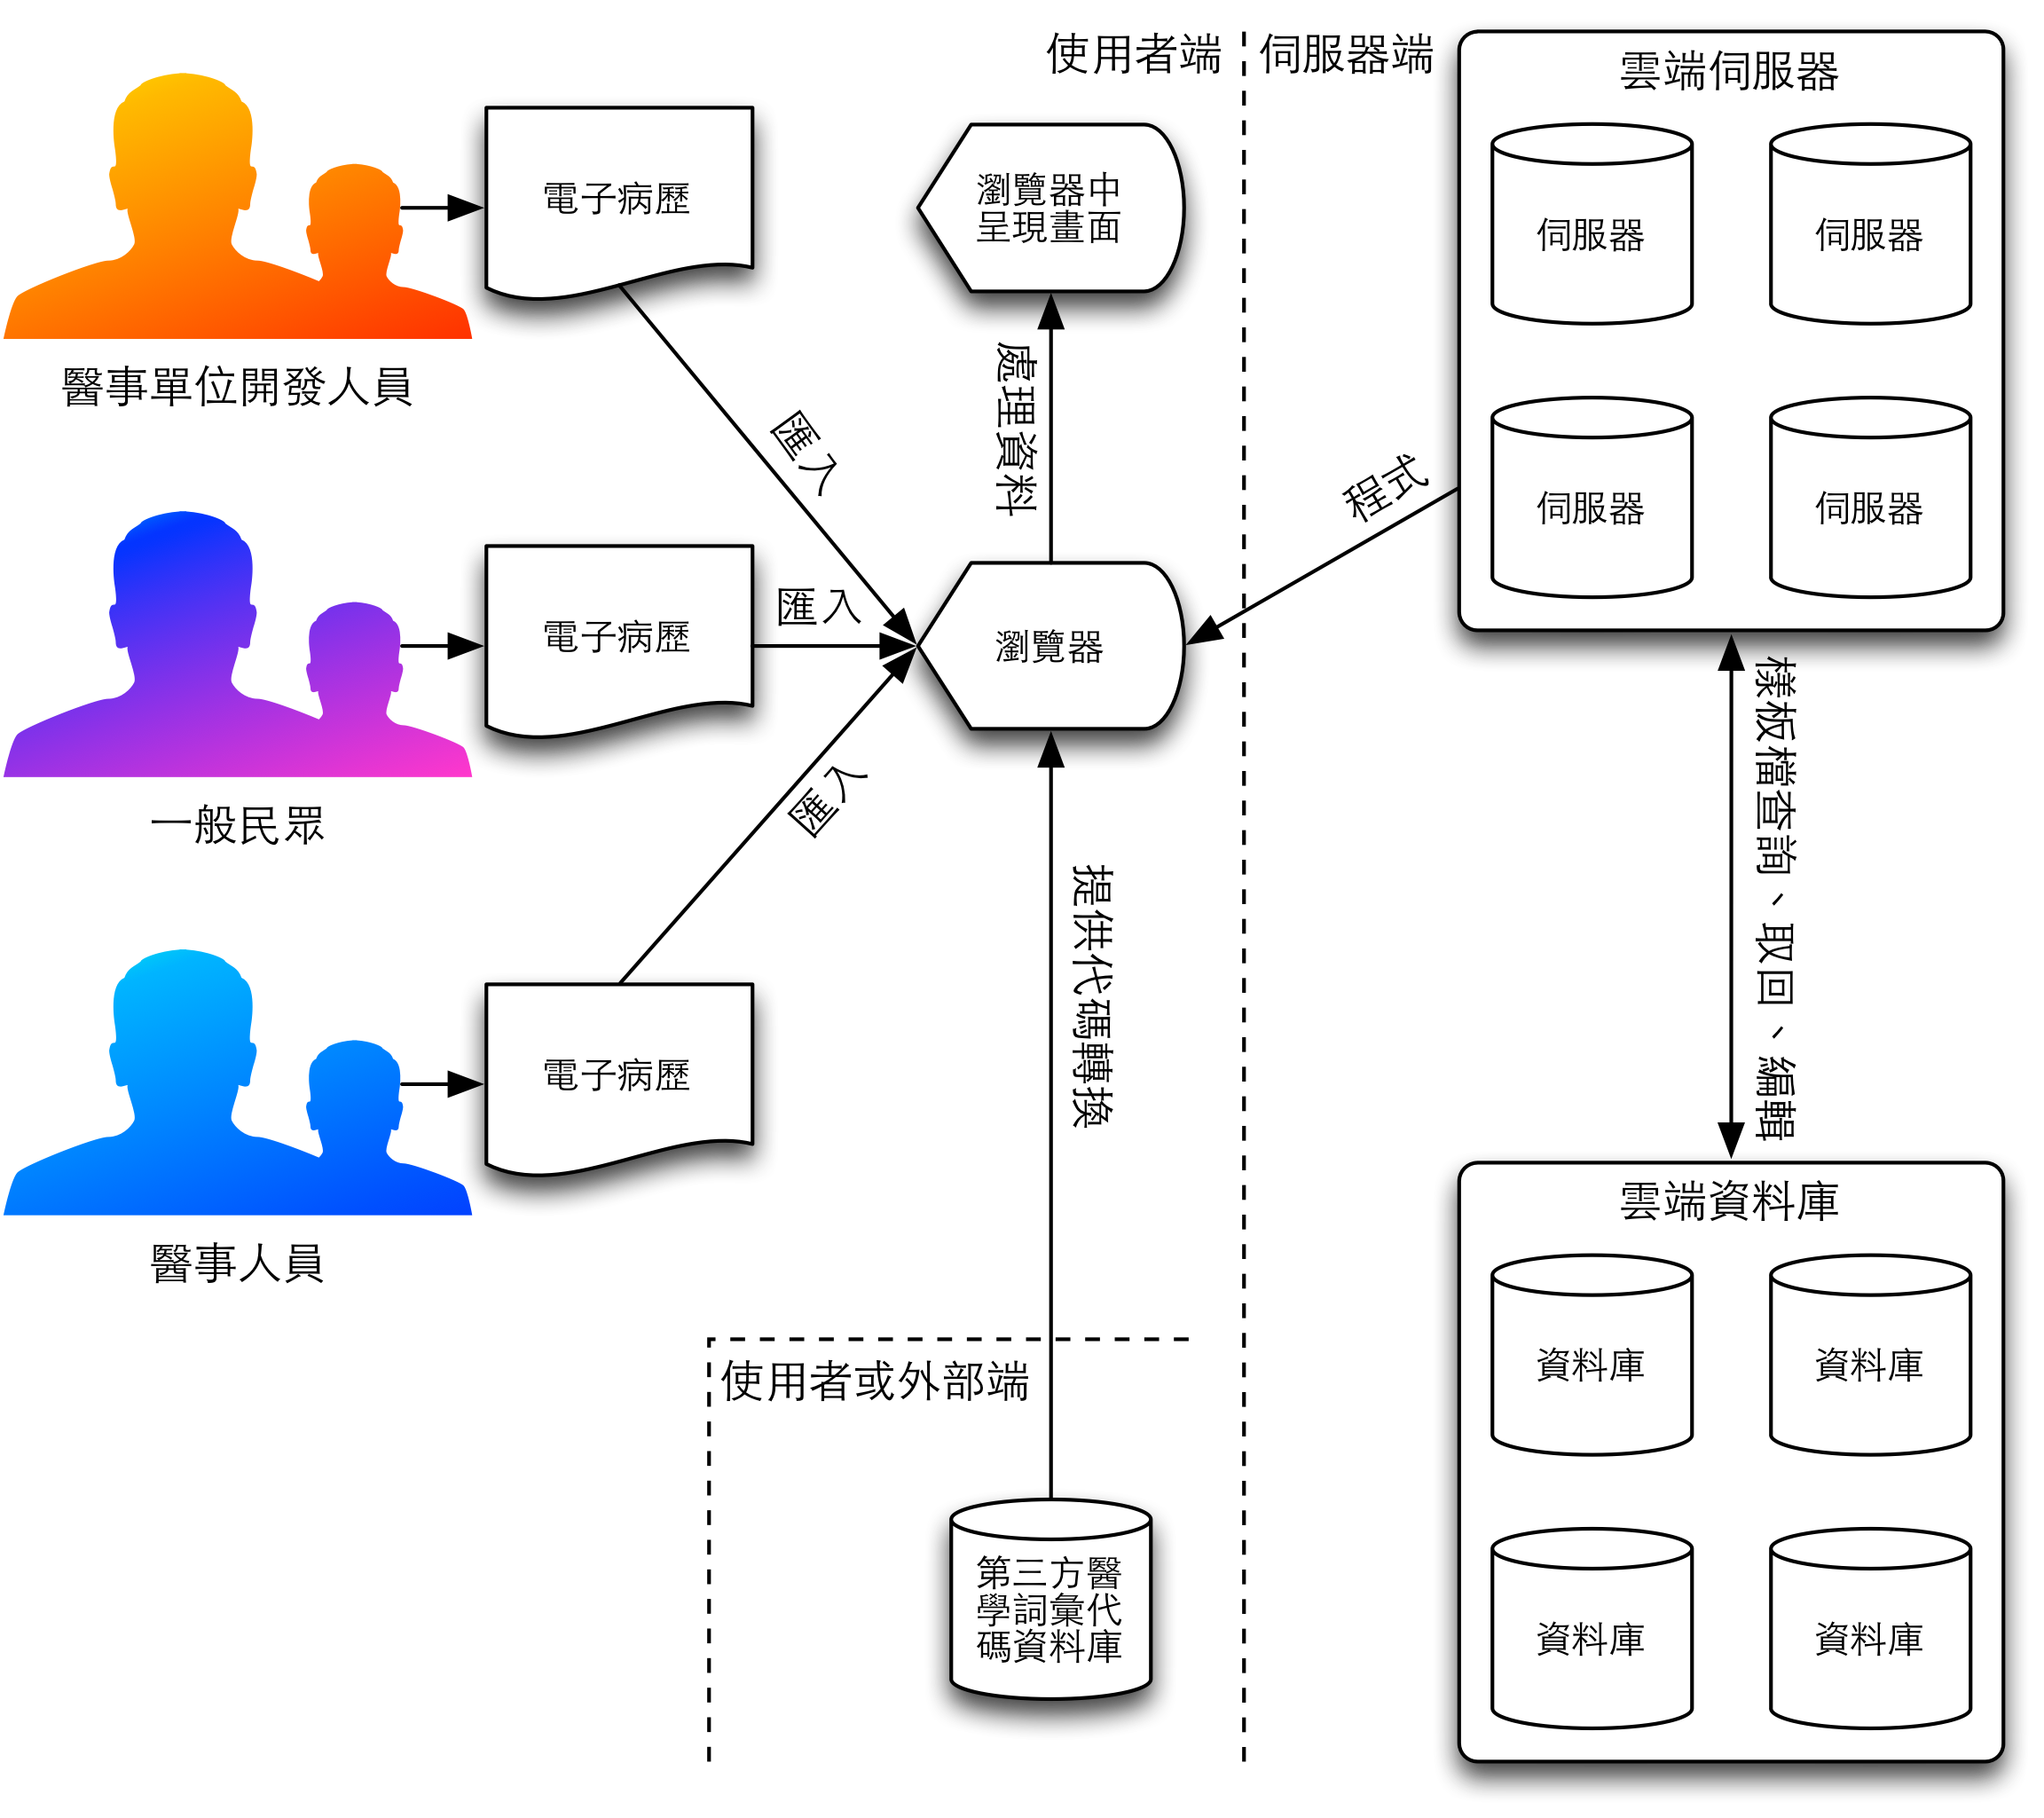 使用者端
伺服器端
雲端伺服器
電子病歷
瀏覽器中
呈現畫面
伺服器
伺服器
醫事單位開發人員
匯入
處理資料
程式
伺服器
伺服器
電子病歷
匯入
瀏覽器
一般民眾
匯入
提供代碼轉換
樣板檔查詢、取回、編輯
電子病歷
醫事人員
使用者或外部端
雲端資料庫
資料庫
資料庫
第三方醫
學詞彙代
碼資料庫
資料庫
資料庫